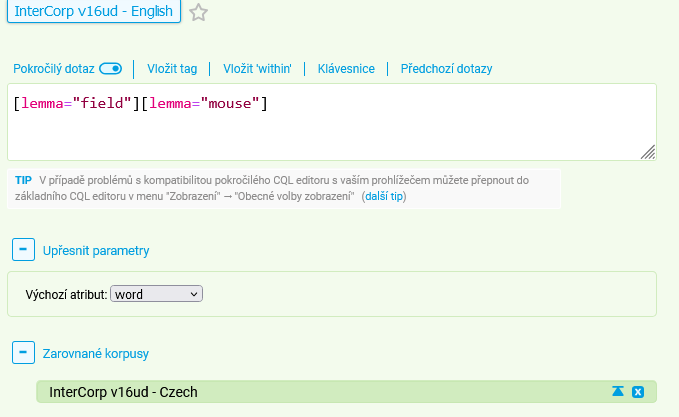 InterCorp v16ud - English
Pokročilý dotaz Vložit tag Vložit 'within' Klávesnice Předchozí dotazy
[lemma="field"][lemma="mouse"]
TIP V případě problémů s kompatibilitou pokročilého CQL editoru s vaším prohlížečem můžete přepnout do
základního CQL editoru v menu "Zobrazení" → "Obecné volby zobrazení" (další tip)
Upřesnit parametry
Výchozí atribut: word
Zarovnané korpusy
InterCorp v16ud - Czech